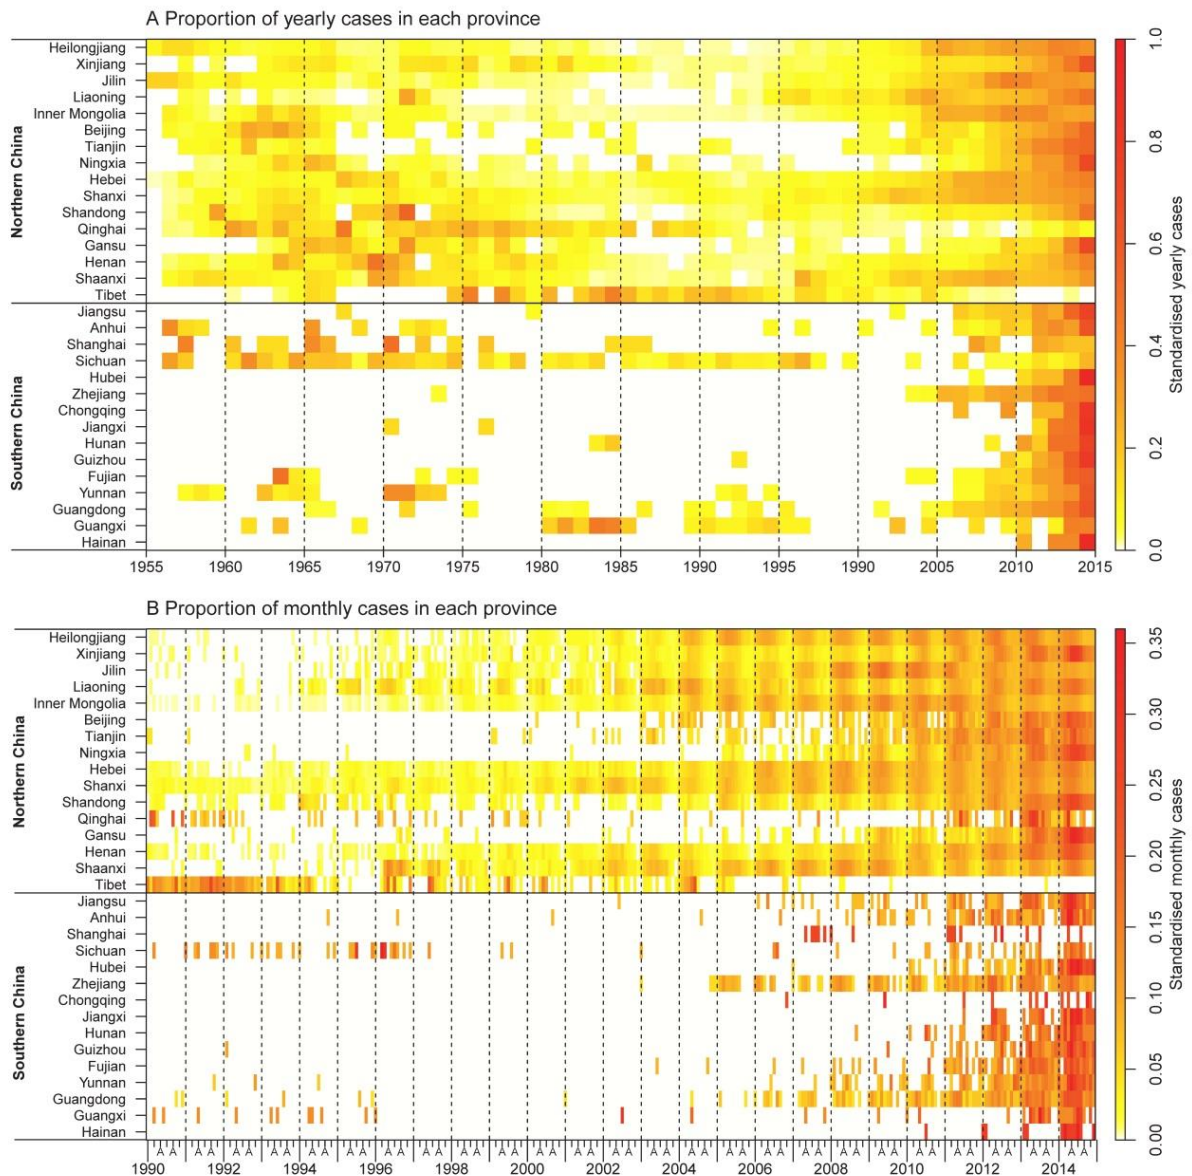 A Proportion of yearly cases in each province
Northern China
Heilongjiang
Xinjiang
Jilin
Liaoning
Inner Mongolia
Beijing
Tianjin
Ningxia
Hebei
Shanxi
Shandong
Qinghai
Gansu
Henan
Shaanxi
Tibet
Southern China
Jiangsu
Anhui
Shanghai
Sichuan
Hubei
Zhejiang
Chongqing
Jiangxi
Hunan
Guizhou
Fujian
Yunnan
Guangdong
Guangxi
Hainan
1955 1960 1965 1970 1975 1980 1985 1990 1995 1990 2005 2010 2015
Standardised yearly cases
1.0
0.8
0.6
0.4
0.2
0.0
B Proportion of monthly cases in each province
Northern China
Heilongjiang
Xinjiang
Jilin
Liaoning
Inner Mongolia
Beijing
Tianjin
Ningxia
Hebei
Shanxi
Shandong
Qinghai
Gansu
Henan
Shaanxi
Tibet
Southern China
Jiangsu
Anhui
Shanghai
Sichuan
Hubei
Zhejiang
Chongqing
Jiangxi
Hunan
Guizhou
Fujian
Yunnan
Guangdong
Guangxi
Hainan
A A A A A A A A A A A A A A A A A A A A A A A A A
1990 1992 1994 1996 1998 2000 2002 2004 2006 2008 2010 2012 2014
Standardised monthly cases
0.35
0.30
0.25
0.20
0.15
0.10
0.05
0.00